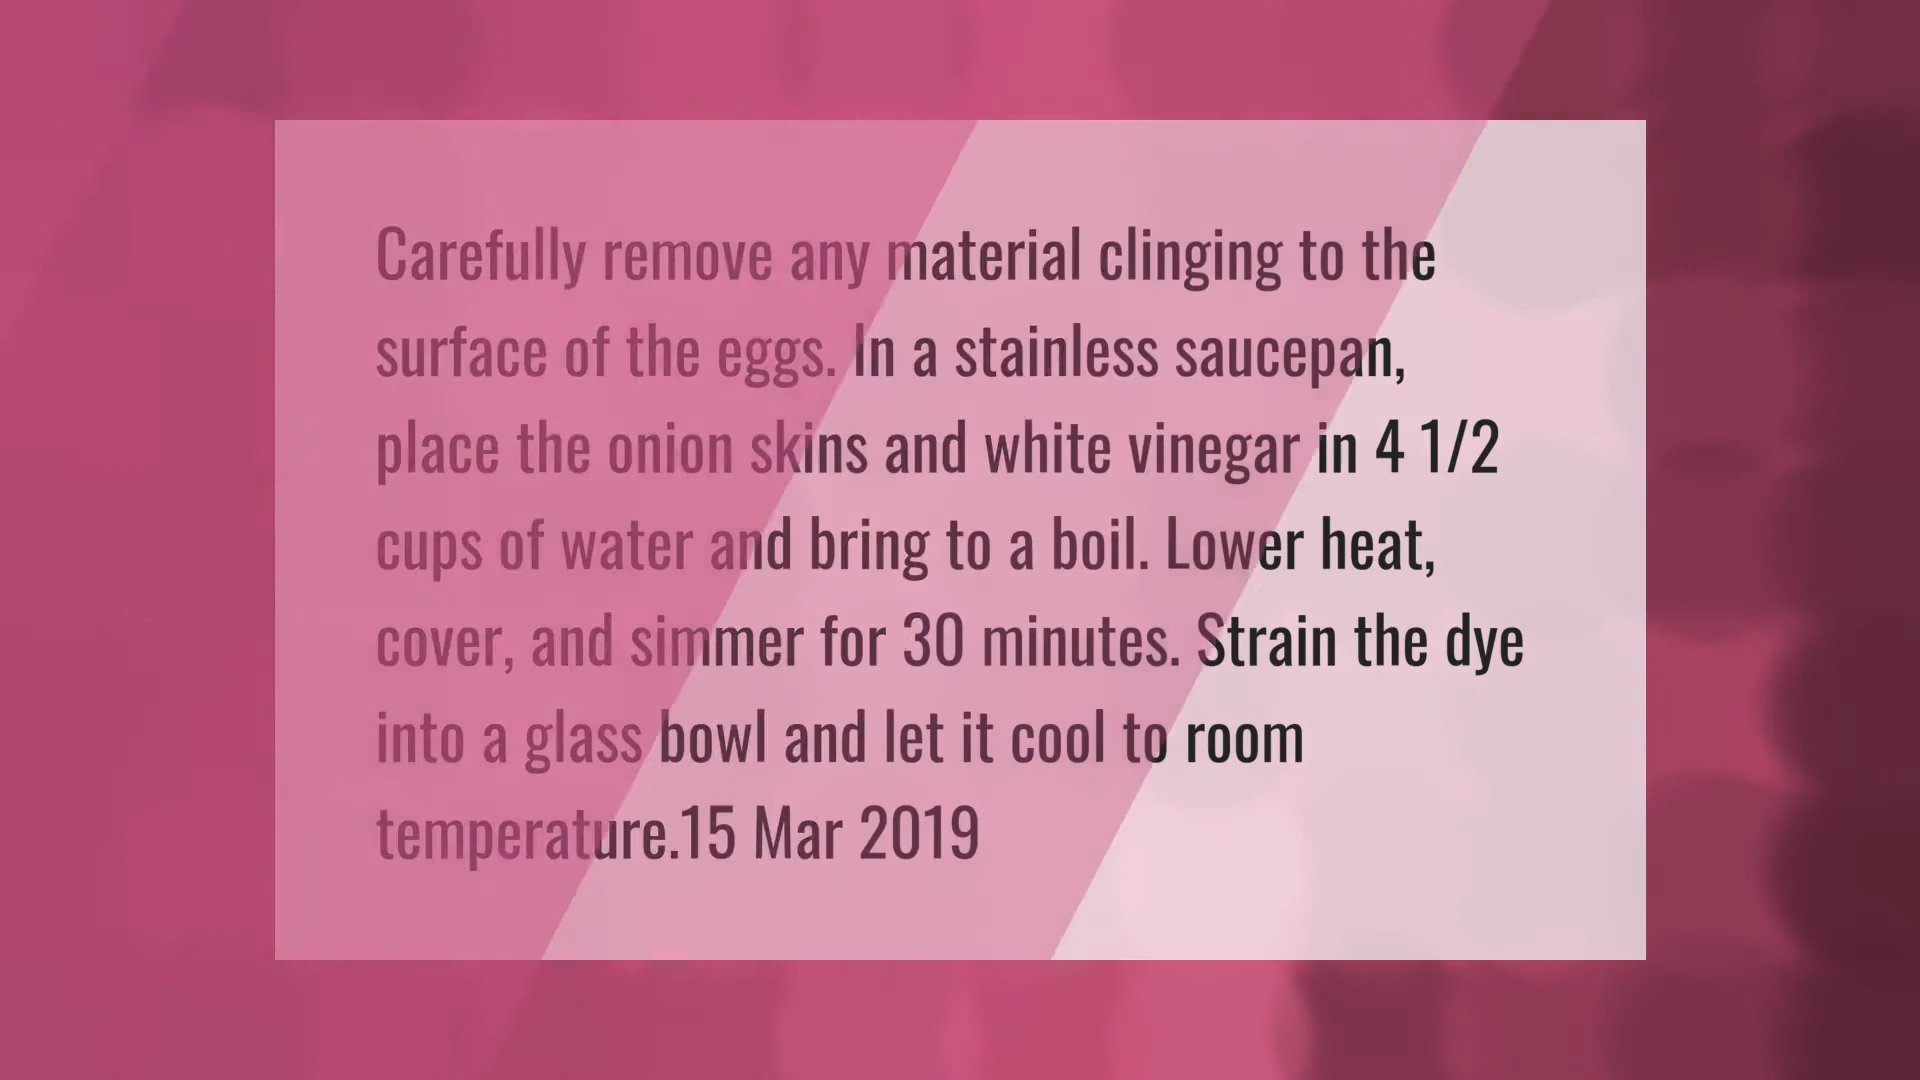 Carefully remove any material clinging to the
surface of the eggs. In a stainless saucepan,
place the onion skins and white vinegar in 4 1/2
cups of water and bring to a boil. Lower heat,
cover, and simmer for 30 minutes. Strain the dye
into a glass bowl and let it cool to room
temperature.15 Mar 2019